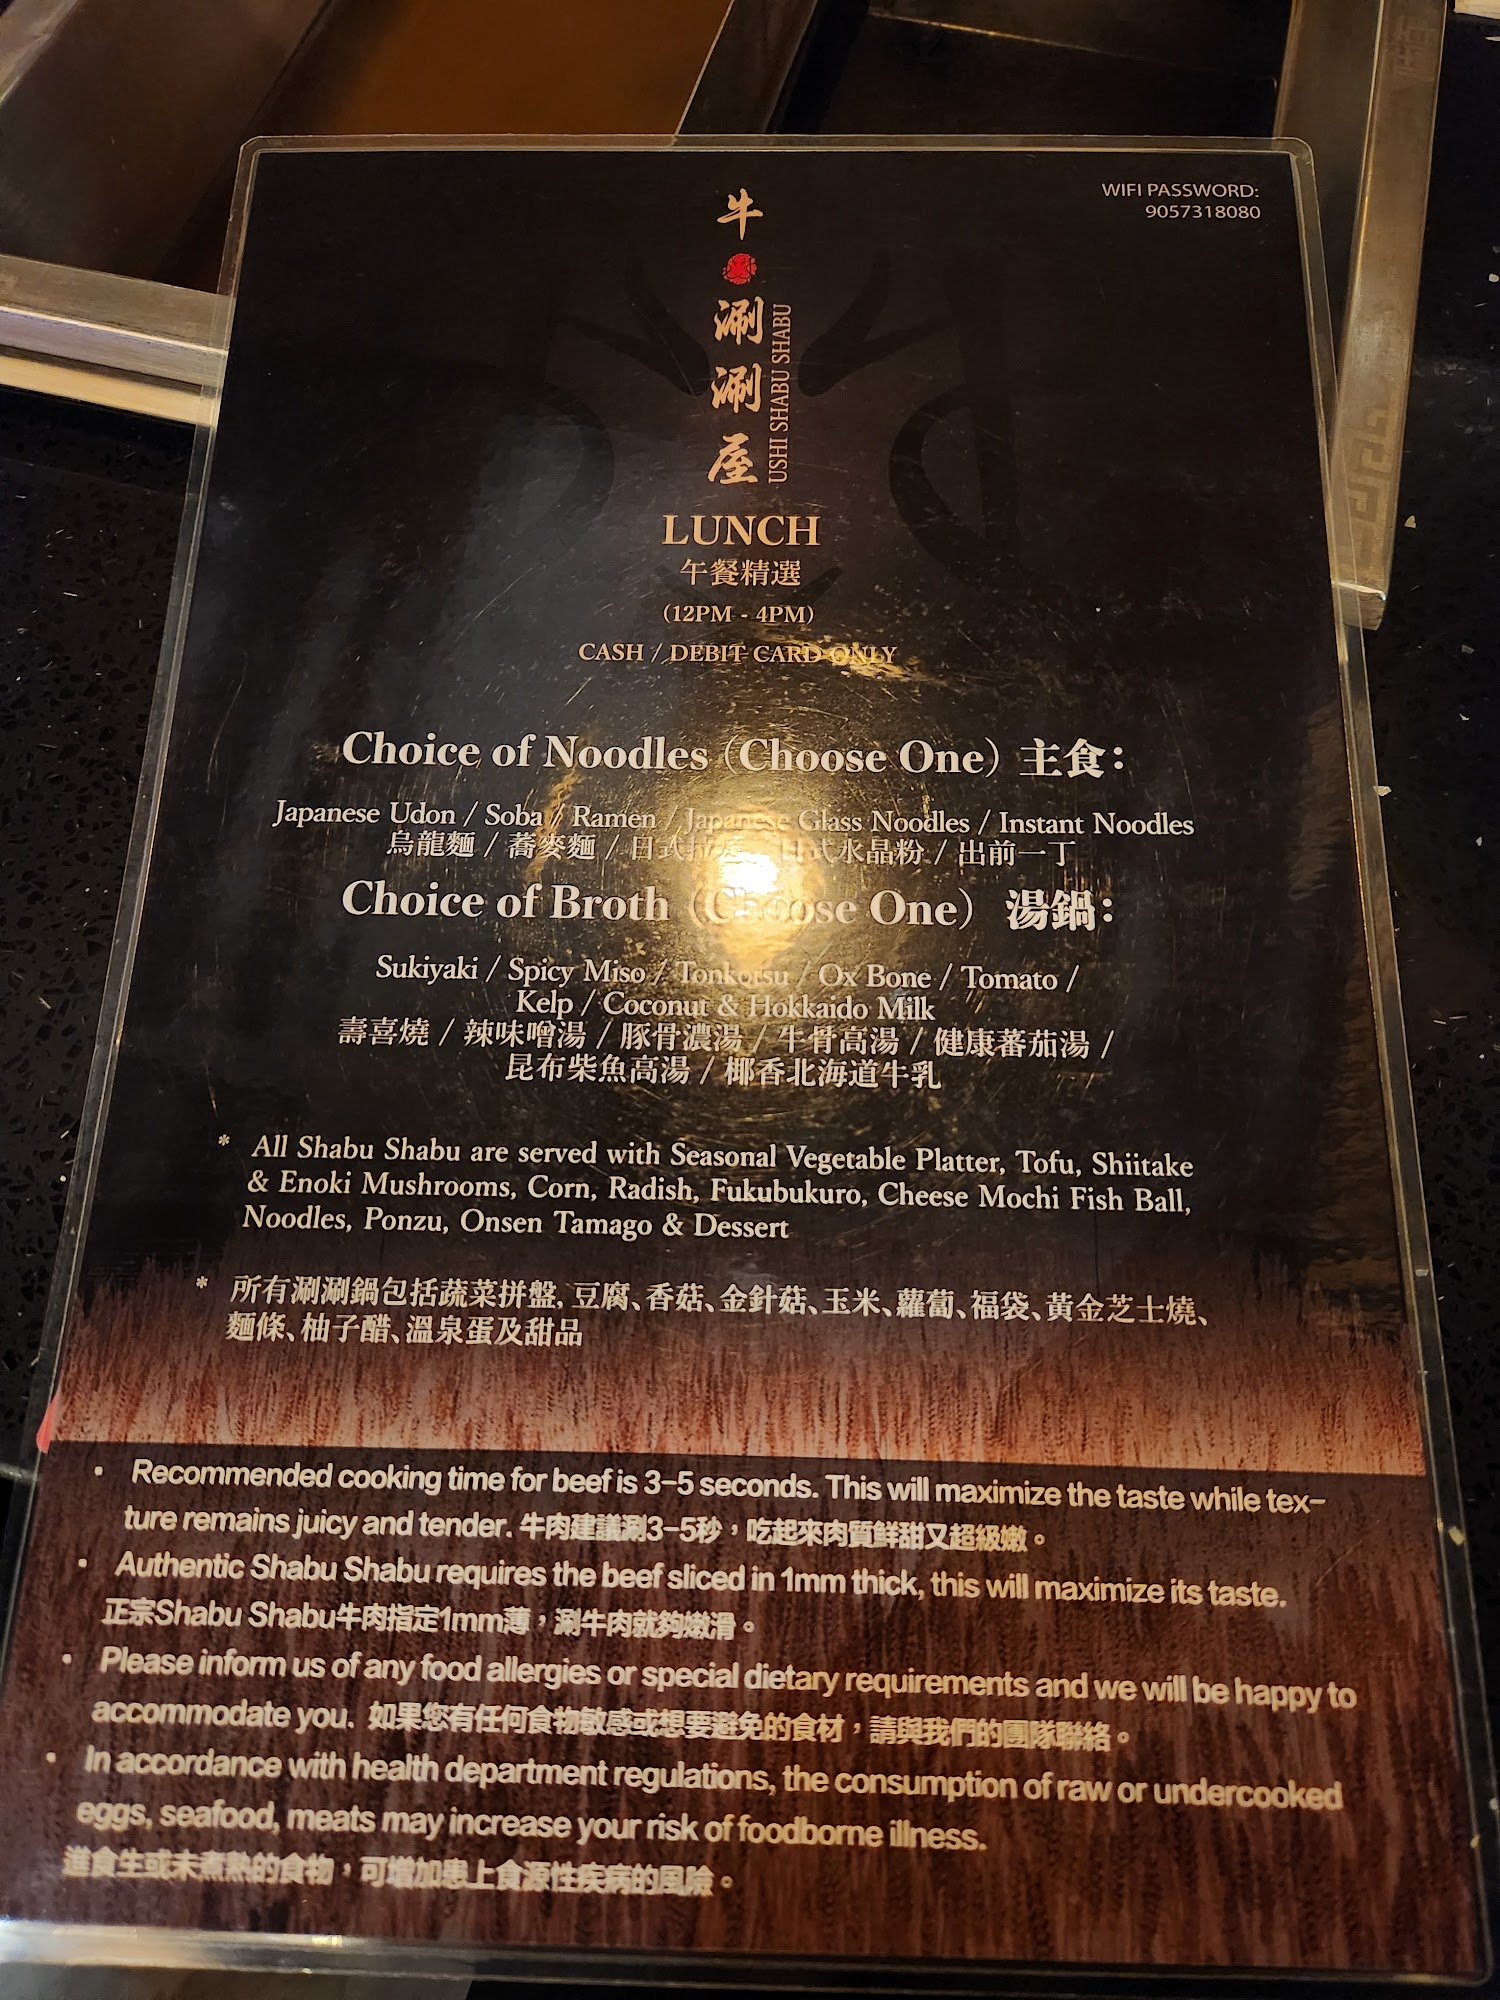 WIFI PASSWORD:
9057318080
牛
涮
涮
屋
USHI SHABU SHABU
LUNCH
午餐精選
(12PM - 4PM)
CASH / DEBIT CARD ONLY
Choice of Noodles (Choose One) 主食:
Japanese Udon / Soba / Ramen / Japanese Glass Noodles / Instant Noodles
烏龍麵 / 蕎麥麵 / 日式拉麵 / 日式水晶粉 / 出前一丁
Choice of Broth (Choose One) 湯鍋:
Sukiyaki / Spicy Miso / Tonkotsu / Ox Bone / Tomato /
Kelp / Coconut & Hokkaido Milk
壽喜燒 / 辣味噌湯 / 豚骨濃湯 / 牛骨高湯 / 健康蕃茄湯 /
昆布柴魚高湯 / 椰香北海道牛乳
* All Shabu Shabu are served with Seasonal Vegetable Platter, Tofu, Shiitake
& Enoki Mushrooms, Corn, Radish, Fukubukuro, Cheese Mochi Fish Ball,
Noodles, Ponzu, Onsen Tamago & Dessert
* 所有涮涮鍋包括蔬菜拼盤, 豆腐、香菇、金針菇、玉米、蘿蔔、福袋、黃金芝士燒、
麵條、柚子醋、溫泉蛋及甜品
• Recommended cooking time for beef is 3-5 seconds. This will maximize the taste while tex-
ture remains juicy and tender. 牛肉建議涮3-5秒，吃起來肉質鮮甜又超級嫩。
• Authentic Shabu Shabu requires the beef sliced in 1mm thick, this will maximize its taste.
正宗Shabu Shabu牛肉指定1mm薄，涮牛肉就夠嫩滑。
• Please inform us of any food allergies or special dietary requirements and we will be happy to
accommodate you. 如果您有任何食物敏感或想要避免的食材，請與我們的團隊聯絡。
• In accordance with health department regulations, the consumption of raw or undercooked
eggs, seafood, meats may increase your risk of foodborne illness.
進食生或未煮熟的食物，可增加患上食源性疾病的風險。